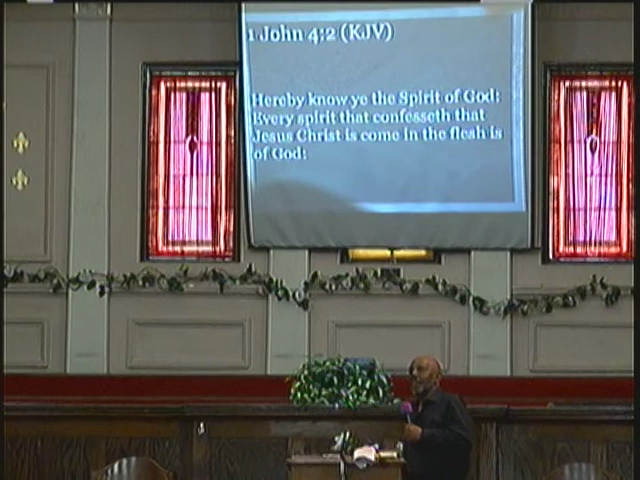 1 John 4:2 (KJV)
Hereby know ye the Spirit of God:
Every spirit that confesseth that
Jesus Christ is come in the flesh is
of God: